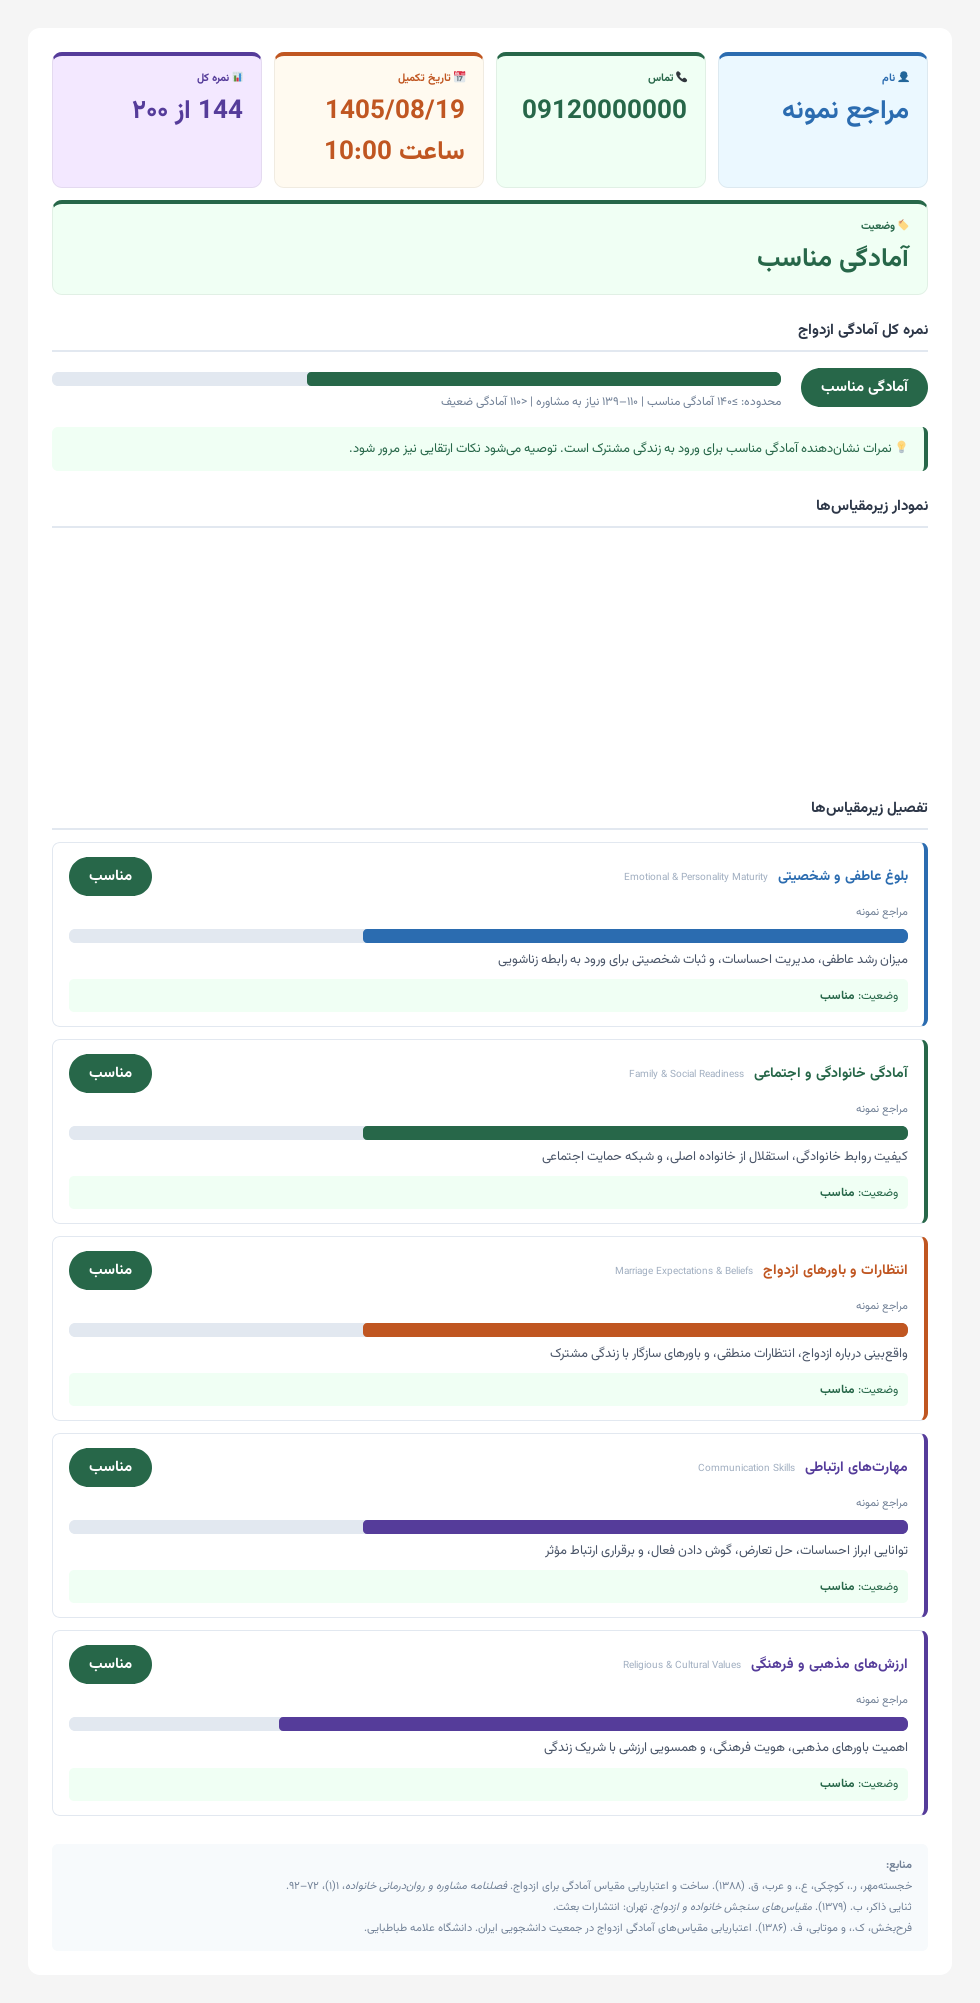 👤 نام
مراجع نمونه
📞 تماس
09120000000
📅 تاریخ تکمیل
1405/08/19
ساعت 10:00
📊 نمره کل
144 از ۲۰۰
🏷️ وضعیت
آمادگی مناسب
نمره کل آمادگی ازدواج
آمادگی مناسب
محدوده: ≥۱۴۰ آمادگی مناسب | ۱۱۰–۱۳۹ نیاز به مشاوره | <۱۱۰ آمادگی ضعیف
💡 نمرات نشان‌دهنده آمادگی مناسب برای ورود به زندگی مشترک است. توصیه می‌شود نکات ارتقایی نیز مرور شود.
نمودار زیرمقیاس‌ها
تفصیل زیرمقیاس‌ها
بلوغ عاطفی و شخصیتی Emotional & Personality Maturity
مناسب
مراجع نمونه
میزان رشد عاطفی، مدیریت احساسات، و ثبات شخصیتی برای ورود به رابطه زناشویی
وضعیت: مناسب
آمادگی خانوادگی و اجتماعی Family & Social Readiness
مناسب
مراجع نمونه
کیفیت روابط خانوادگی، استقلال از خانواده اصلی، و شبکه حمایت اجتماعی
وضعیت: مناسب
انتظارات و باورهای ازدواج Marriage Expectations & Beliefs
مناسب
مراجع نمونه
واقع‌بینی درباره ازدواج، انتظارات منطقی، و باورهای سازگار با زندگی مشترک
وضعیت: مناسب
مهارت‌های ارتباطی Communication Skills
مناسب
مراجع نمونه
توانایی ابراز احساسات، حل تعارض، گوش دادن فعال، و برقراری ارتباط مؤثر
وضعیت: مناسب
ارزش‌های مذهبی و فرهنگی Religious & Cultural Values
مناسب
مراجع نمونه
اهمیت باورهای مذهبی، هویت فرهنگی، و همسویی ارزشی با شریک زندگی
وضعیت: مناسب
منابع:
خجسته‌مهر، ر.، کوچکی، ع.، و عرب، ق. (۱۳۸۸). ساخت و اعتباریابی مقیاس آمادگی برای ازدواج. فصلنامه مشاوره و روان‌درمانی خانواده، ۱(۱)، ۷۲–۹۲.
ثنایی ذاکر، ب. (۱۳۷۹). مقیاس‌های سنجش خانواده و ازدواج. تهران: انتشارات بعثت.
فرح‌بخش، ک.، و موتابی، ف. (۱۳۸۶). اعتباریابی مقیاس‌های آمادگی ازدواج در جمعیت دانشجویی ایران. دانشگاه علامه طباطبایی.